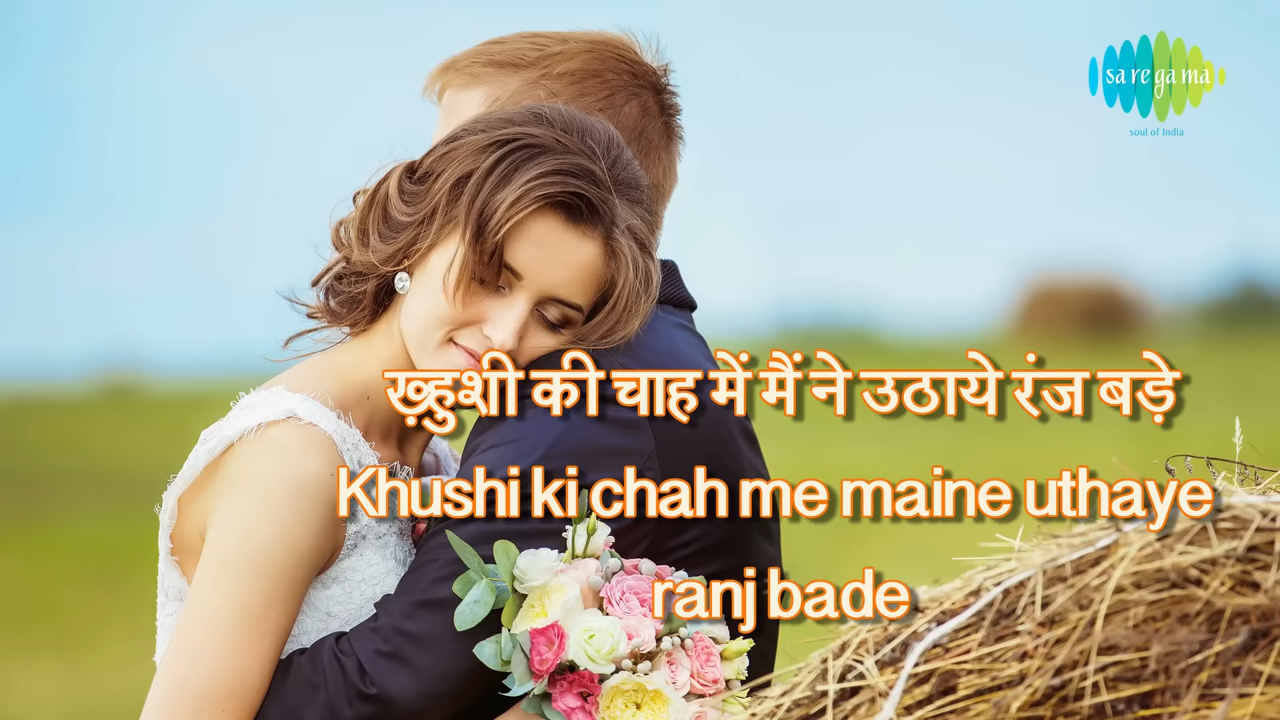 sa re ga ma
soul of India
ख़्हुशी की चाह में मैं ने उठाये रंज बड़े
Khushi ki chah me maine uthaye
ranj bade